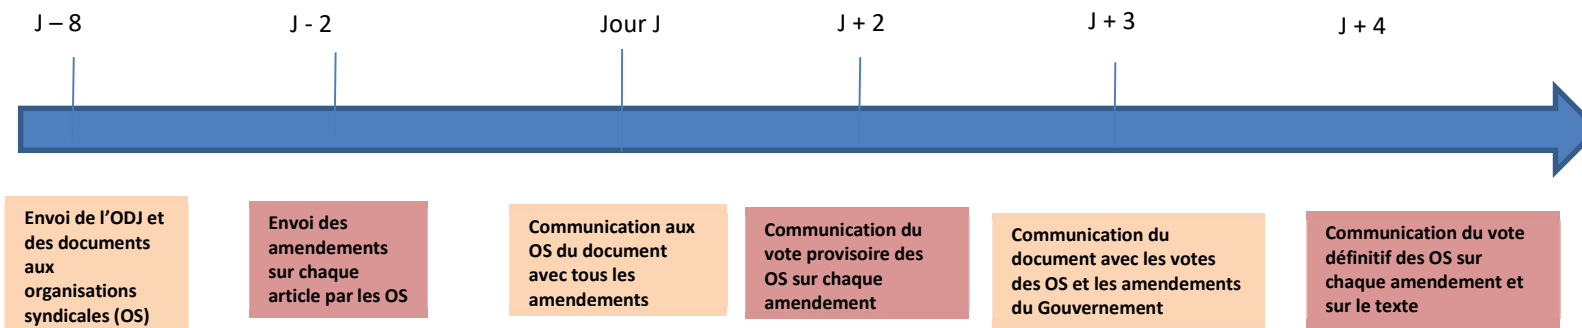 J – 8
J - 2
Jour J
J + 2
J + 3
J + 4
Envoi de l’ODJ et
des documents
aux
organisations
syndicales (OS)
Envoi des
amendements
sur chaque
article par les OS
Communication aux
OS du document
avec tous les
amendements
Communication du
vote provisoire des
OS sur chaque
amendement
Communication du
document avec les votes
des OS et les amendements
du Gouvernement
Communication du vote
définitif des OS sur
chaque amendement et
sur le texte